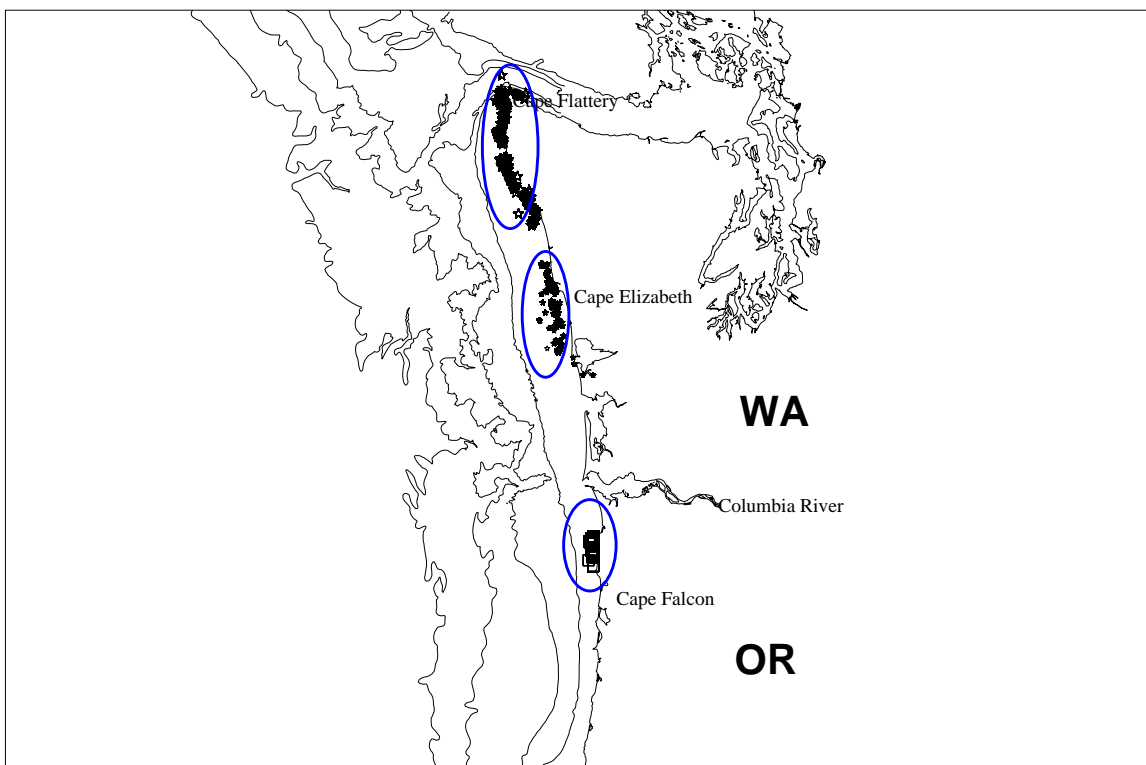 Cape Flattery
Cape Elizabeth
WA
Columbia River
Cape Falcon
OR